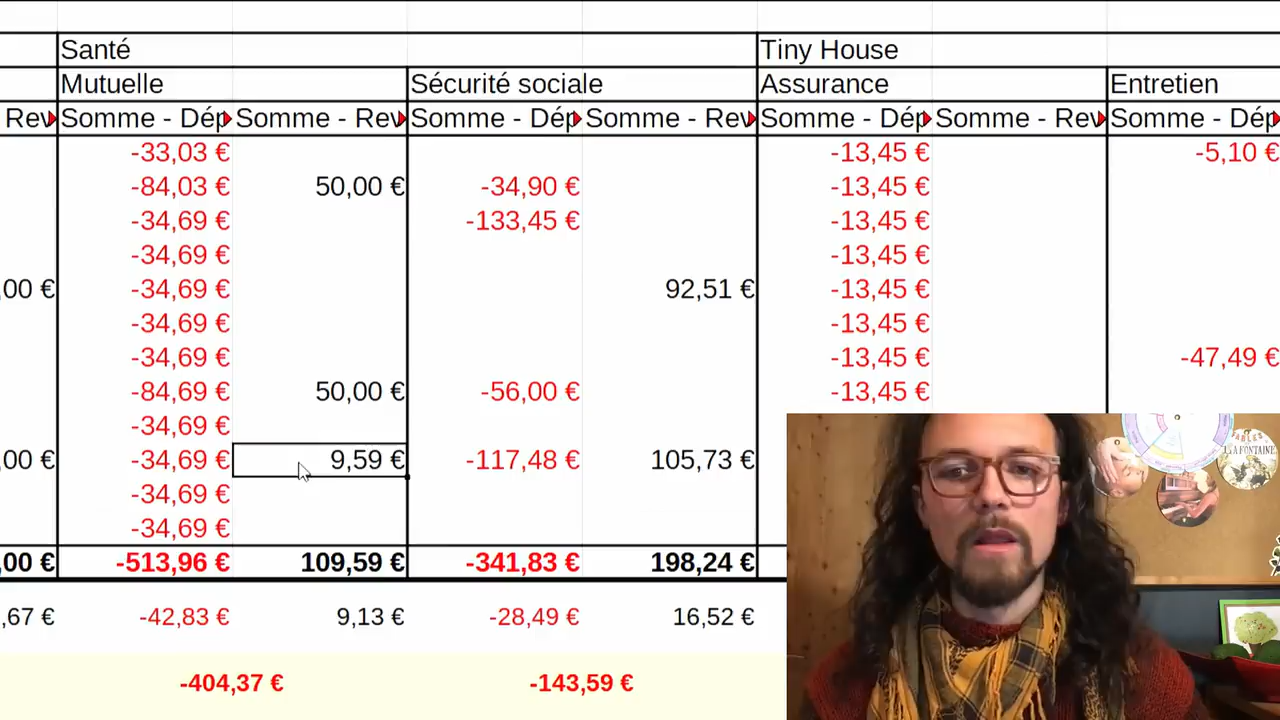 Santé Tiny House
Mutuelle Sécurité sociale Assurance Entretien
Rev Somme - Dép Somme - Rev Somme - Dép Somme - Rev Somme - Dép Somme - Rev Somme - Dép
-33,03 € -13,45 € -5,10 €
-84,03 € 50,00 € -34,90 € -13,45 €
-34,69 € -133,45 € -13,45 €
-34,69 € -13,45 €
,00 € -34,69 € 92,51 € -13,45 €
-34,69 € -13,45 €
-34,69 € -13,45 € -47,49 €
-84,69 € 50,00 € -56,00 € -13,45 €
-34,69 €
,00 € -34,69 € 9,59 € -117,48 € 105,73 €
-34,69 €
-34,69 €
,00 € -513,96 € 109,59 € -341,83 € 198,24 €
,67 € -42,83 € 9,13 € -28,49 € 16,52 €
-404,37 € -143,59 €
LA FONTAINE